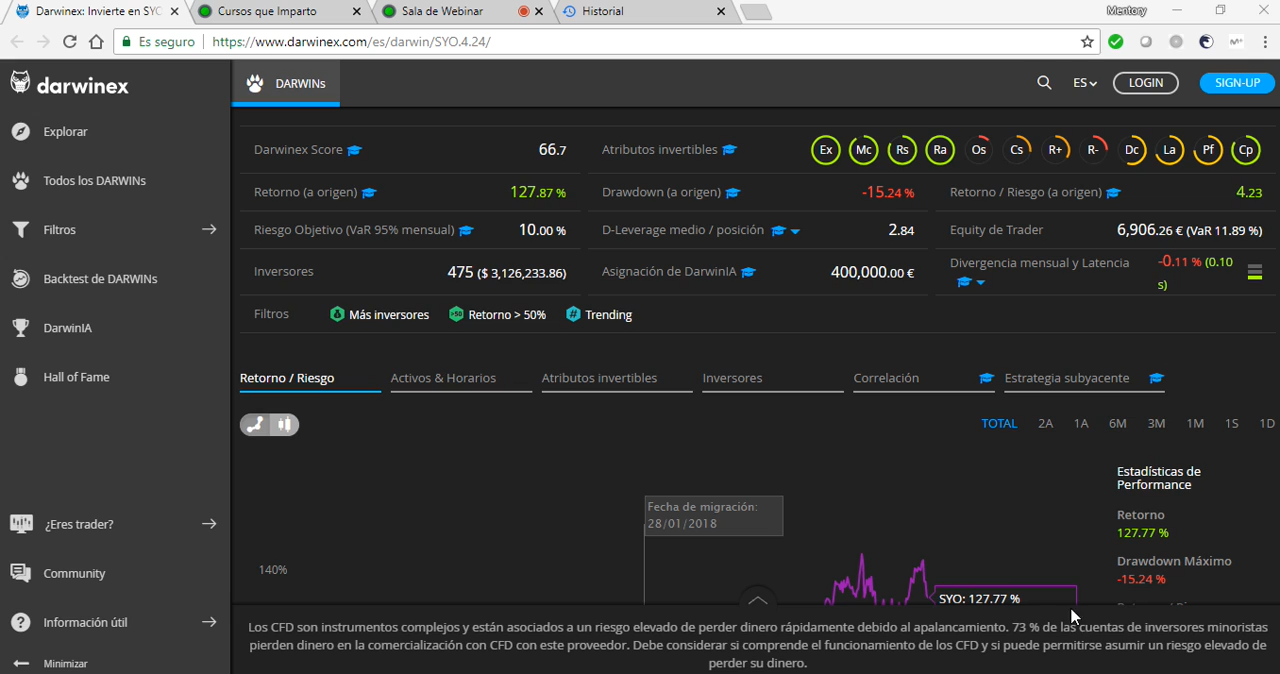 Darwinex: Invierte en SYO
Cursos que Imparto
Sala de Webinar
Historial
Mentory
Es seguro
https://www.darwinex.com/es/darwin/SYO.4.24/
darwinex
DARWINs
ES
LOGIN
SIGN-UP
Explorar
Todos los DARWINs
Filtros
Backtest de DARWINs
DarwinIA
Hall of Fame
¿Eres trader?
Community
Información útil
Minimizar
Darwinex Score 66.7
Atributos invertibles Ex Mc Rs Ra Os Cs R+ R- Dc La Pf Cp
Retorno (a origen) 127.87 %
Drawdown (a origen) -15.24 %
Retorno / Riesgo (a origen) 4.23
Riesgo Objetivo (VaR 95% mensual) 10.00 %
D-Leverage medio / posición 2.84
Equity de Trader 6,906.26 € (VaR 11.89 %)
Inversores 475 ($ 3,126,233.86)
Asignación de DarwinIA 400,000.00 €
Divergencia mensual y Latencia -0.11 % (0.10
s)
Filtros Más inversores >50 Retorno > 50% # Trending
Retorno / Riesgo
Activos & Horarios
Atributos invertibles
Inversores
Correlación
Estrategia subyacente
TOTAL 2A 1A 6M 3M 1M 1S 1D
Estadísticas de
Performance
Retorno
127.77 %
Drawdown Máximo
-15.24 %
Fecha de migración:
28/01/2018
140%
SYO: 127.77 %
Los CFD son instrumentos complejos y están asociados a un riesgo elevado de perder dinero rápidamente debido al apalancamiento. 73 % de las cuentas de inversores minoristas
pierden dinero en la comercialización con CFD con este proveedor. Debe considerar si comprende el funcionamiento de los CFD y si puede permitirse asumir un riesgo elevado de
perder su dinero.